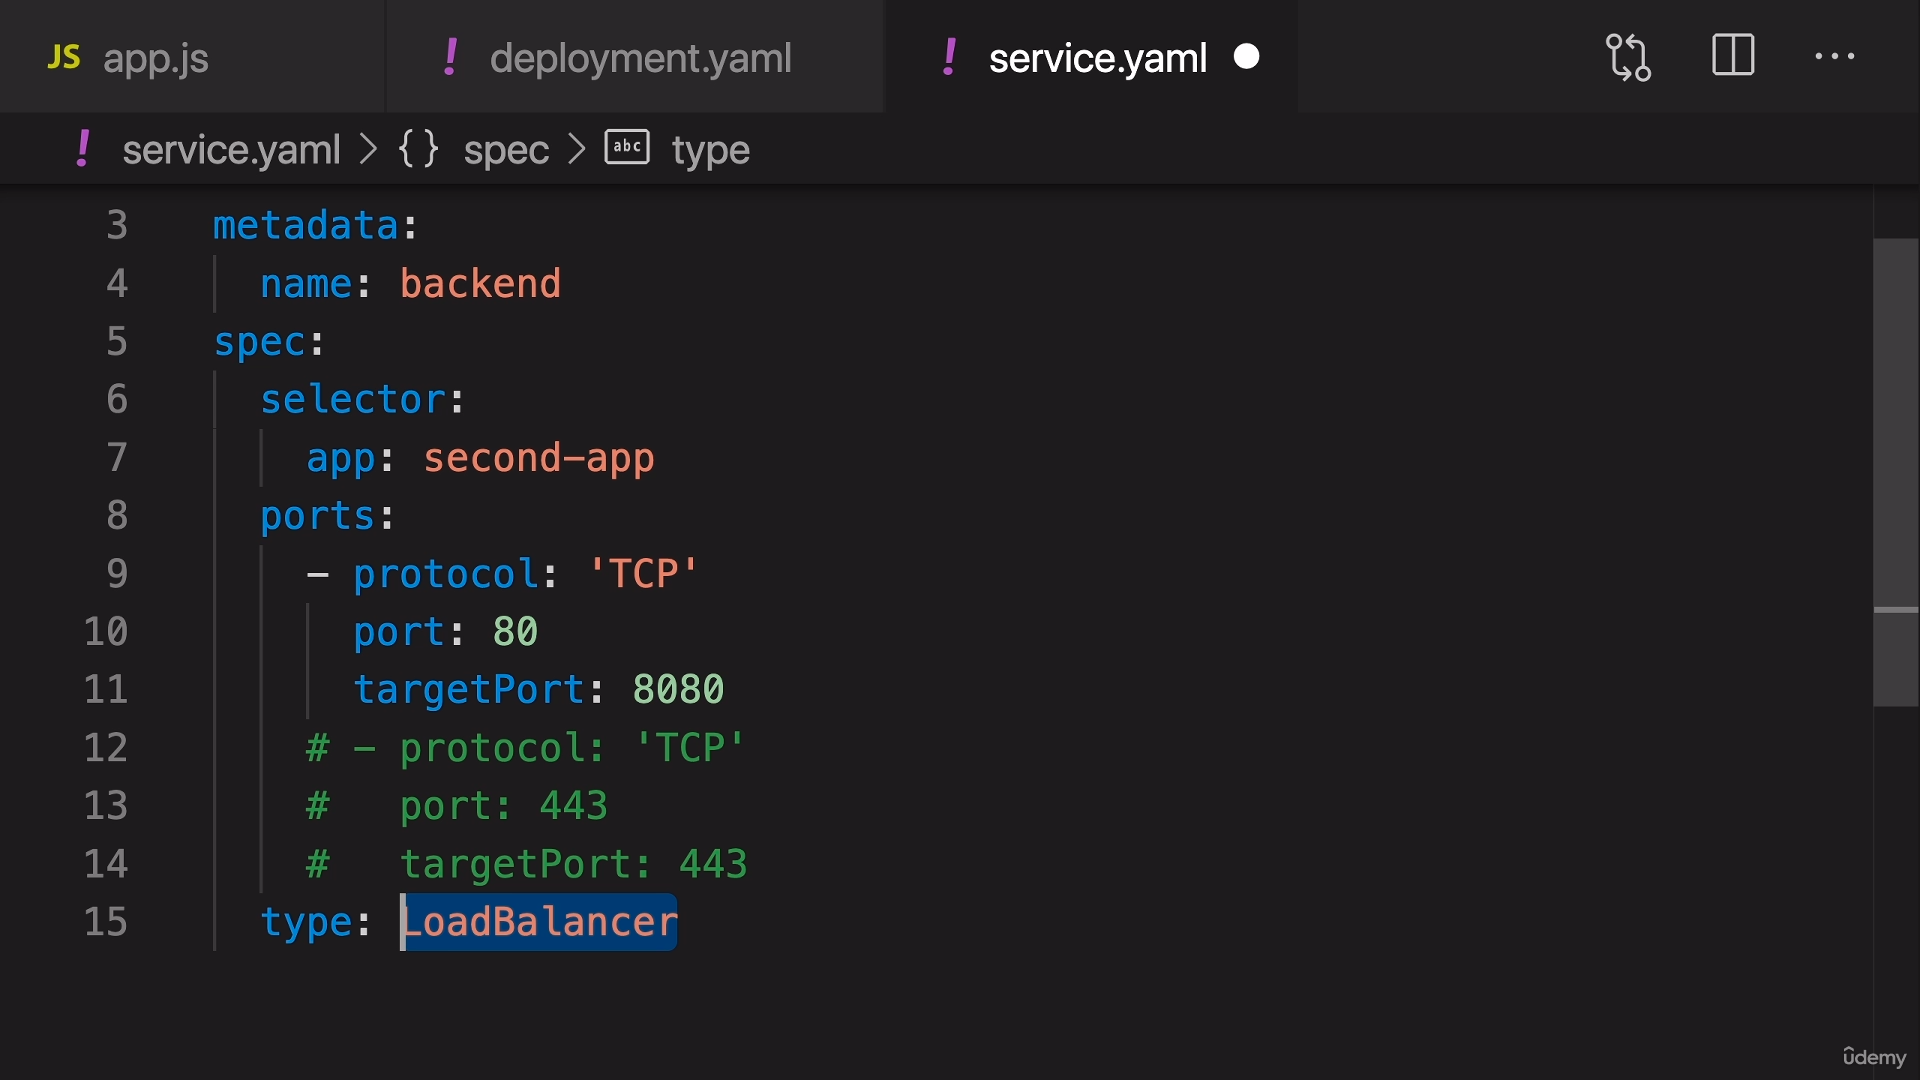 JS app.js ! deployment.yaml ! service.yaml
! service.yaml > {} spec > abc type
3 metadata:
4 name: backend
5 spec:
6 selector:
7 app: second-app
8 ports:
9 - protocol: 'TCP'
10 port: 80
11 targetPort: 8080
12 # - protocol: 'TCP'
13 # port: 443
14 # targetPort: 443
15 type: LoadBalancer
ûdemy